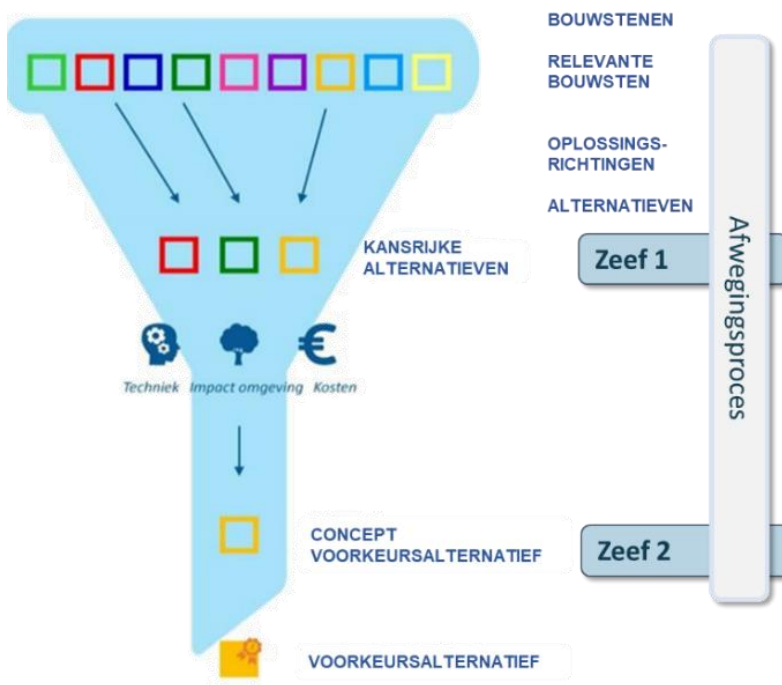 BOUWSTENEN
RELEVANTE
BOUWSTEN
OPLOSSINGS-
RICHTINGEN
ALTERNATIEVEN
Afwegingsproces
KANSRIJKE
ALTERNATIEVEN
Zeef 1
Techniek Impact omgeving Kosten
CONCEPT
VOORKEURSALTERNATIEF
Zeef 2
VOORKEURSALTERNATIEF